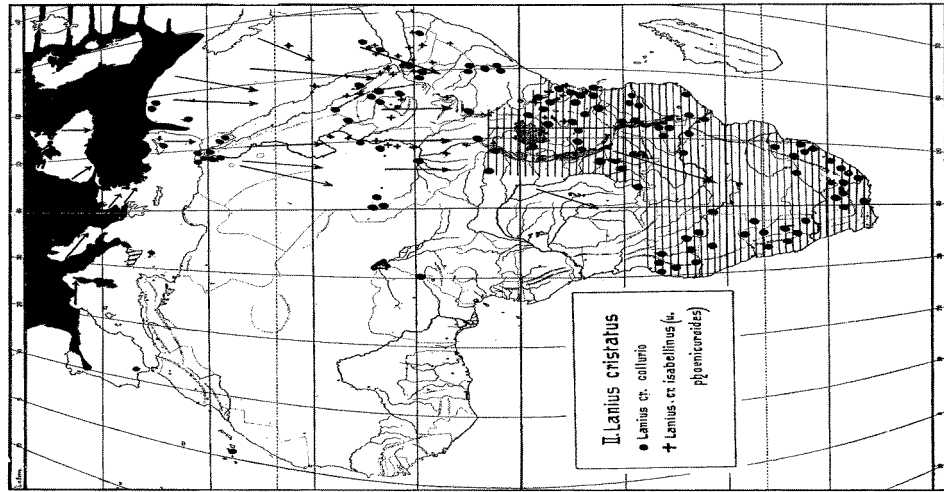 II. Lanius cristatus
● Lanius cr. collurio
+ Lanius. cr. isabellinus (u.
phoenicuroides)